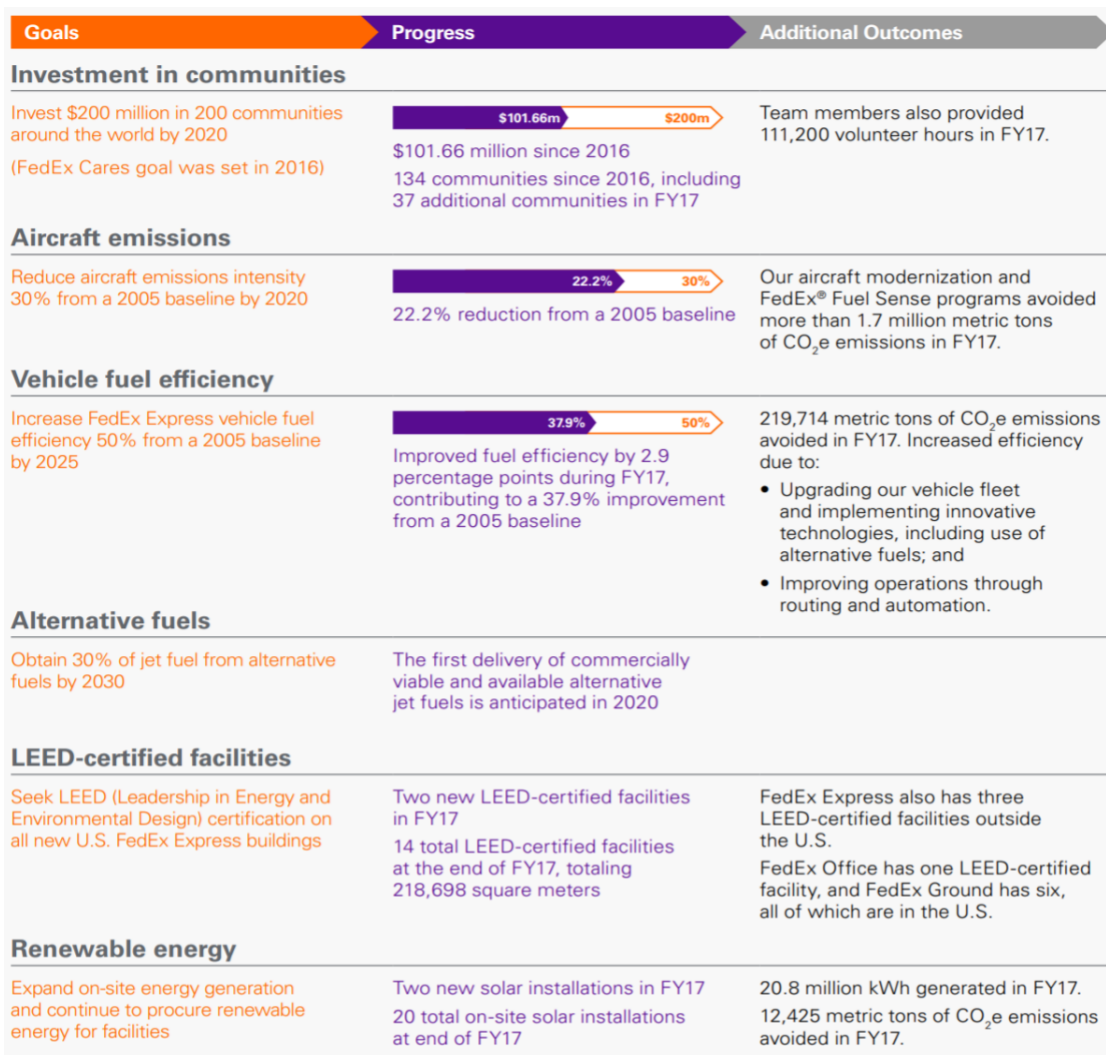 Goals
Progress
Additional Outcomes
Investment in communities
Invest $200 million in 200 communities
around the world by 2020
(FedEx Cares goal was set in 2016)
$101.66m
$200m
$101.66 million since 2016
134 communities since 2016, including
37 additional communities in FY17
Team members also provided
111,200 volunteer hours in FY17.
Aircraft emissions
Reduce aircraft emissions intensity
30% from a 2005 baseline by 2020
22.2%
30%
22.2% reduction from a 2005 baseline
Our aircraft modernization and
FedEx® Fuel Sense programs avoided
more than 1.7 million metric tons
of CO₂e emissions in FY17.
Vehicle fuel efficiency
Increase FedEx Express vehicle fuel
efficiency 50% from a 2005 baseline
by 2025
37.9%
50%
Improved fuel efficiency by 2.9
percentage points during FY17,
contributing to a 37.9% improvement
from a 2005 baseline
219,714 metric tons of CO₂e emissions
avoided in FY17. Increased efficiency
due to:
• Upgrading our vehicle fleet
and implementing innovative
technologies, including use of
alternative fuels; and
• Improving operations through
routing and automation.
Alternative fuels
Obtain 30% of jet fuel from alternative
fuels by 2030
The first delivery of commercially
viable and available alternative
jet fuels is anticipated in 2020
LEED-certified facilities
Seek LEED (Leadership in Energy and
Environmental Design) certification on
all new U.S. FedEx Express buildings
Two new LEED-certified facilities
in FY17
14 total LEED-certified facilities
at the end of FY17, totaling
218,698 square meters
FedEx Express also has three
LEED-certified facilities outside
the U.S.
FedEx Office has one LEED-certified
facility, and FedEx Ground has six,
all of which are in the U.S.
Renewable energy
Expand on-site energy generation
and continue to procure renewable
energy for facilities
Two new solar installations in FY17
20 total on-site solar installations
at end of FY17
20.8 million kWh generated in FY17.
12,425 metric tons of CO₂e emissions
avoided in FY17.